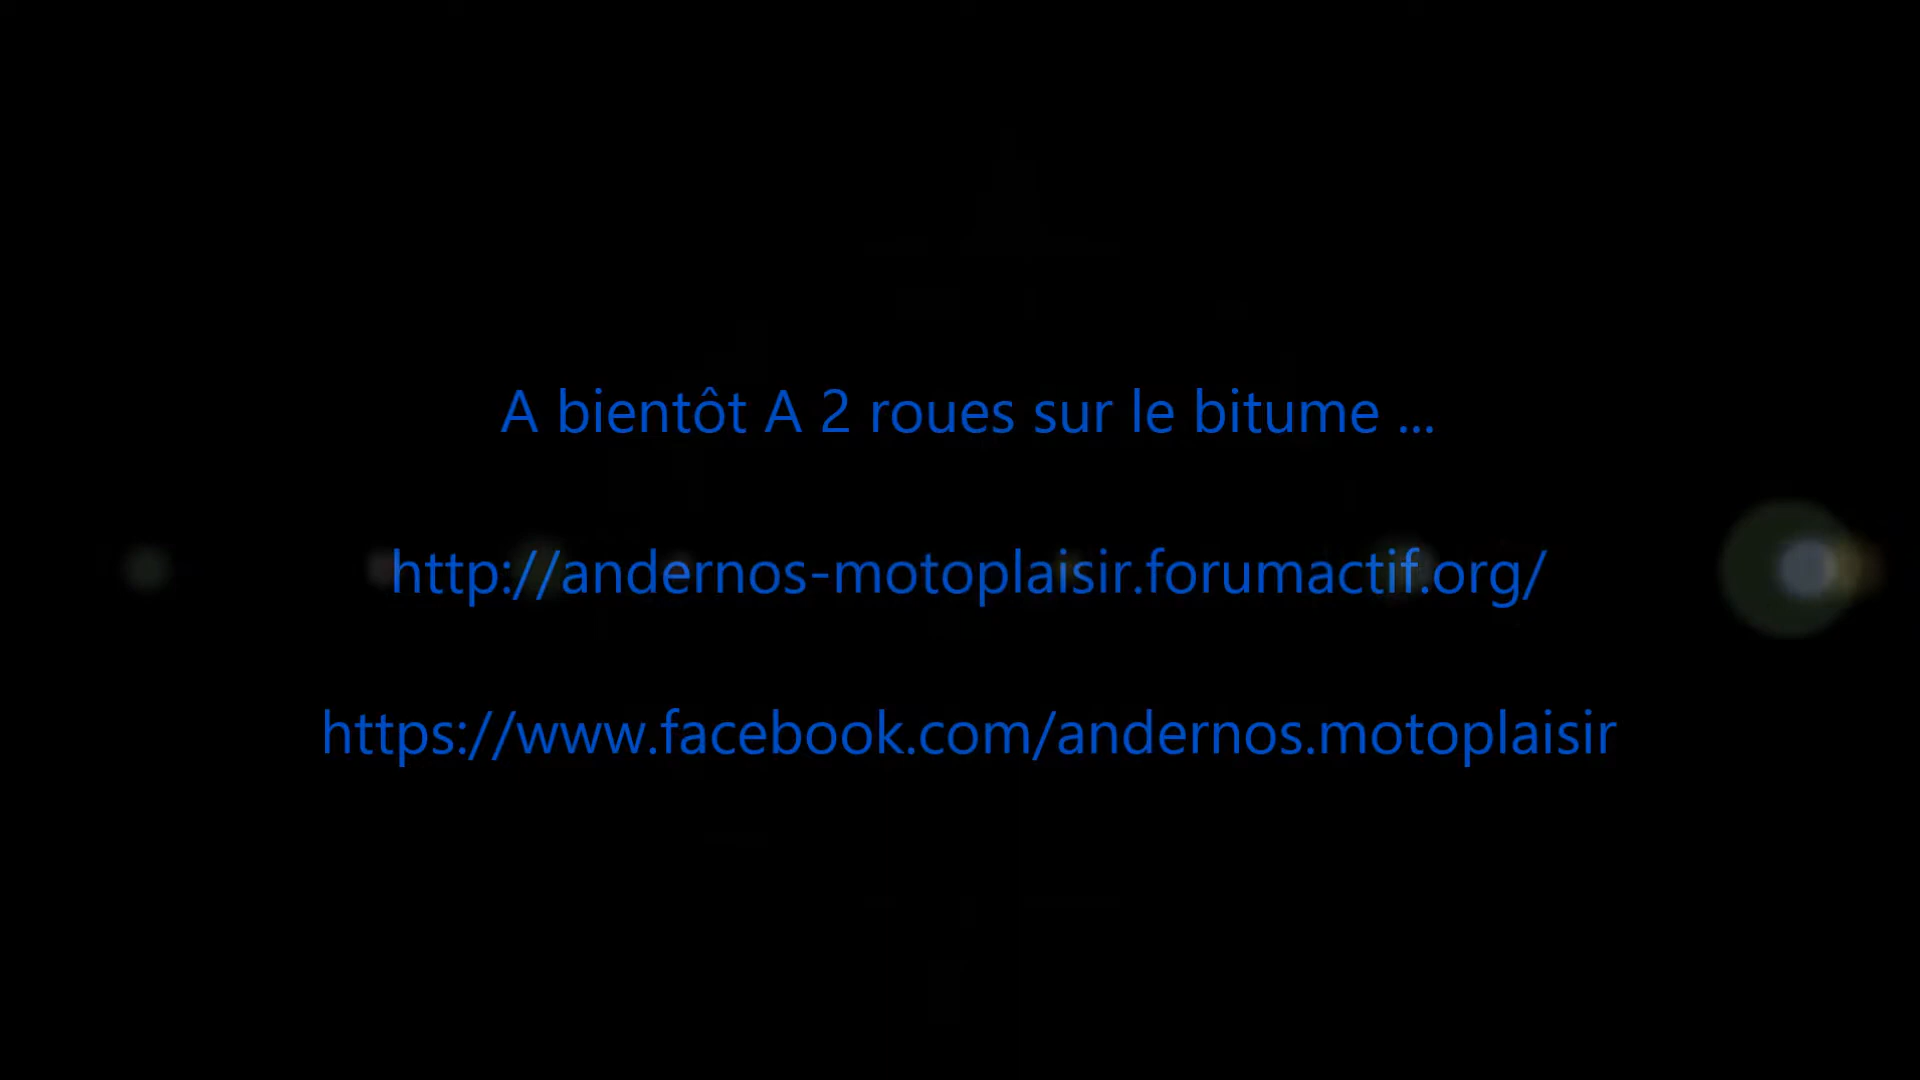 A bientôt A 2 roues sur le bitume ...
http://andernos-motoplaisir.forumactif.org/
https://www.facebook.com/andernos.motoplaisir